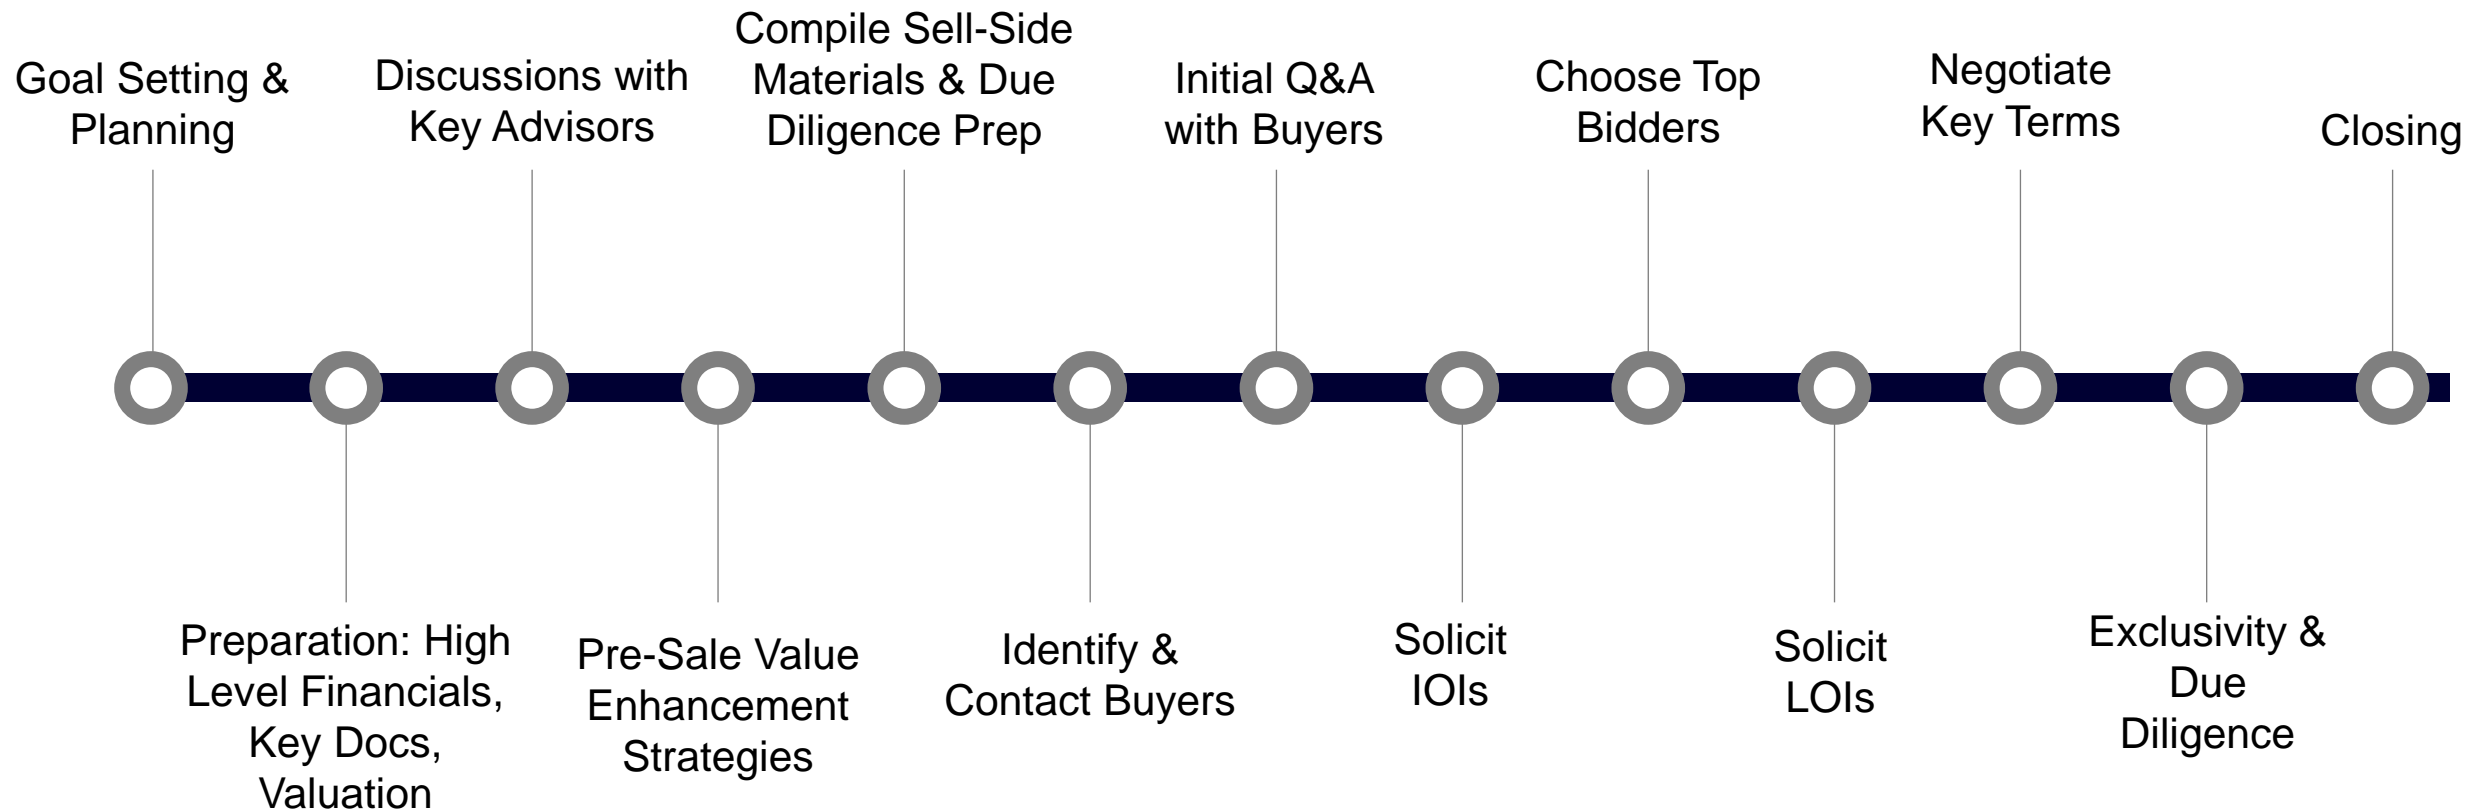 Goal Setting &
Planning
Preparation: High
Level Financials,
Key Docs,
Valuation
Discussions with
Key Advisors
Pre-Sale Value
Enhancement
Strategies
Compile Sell-Side
Materials & Due
Diligence Prep
Identify &
Contact Buyers
Initial Q&A
with Buyers
Solicit
IOIs
Choose Top
Bidders
Solicit
LOIs
Negotiate
Key Terms
Exclusivity &
Due
Diligence
Closing